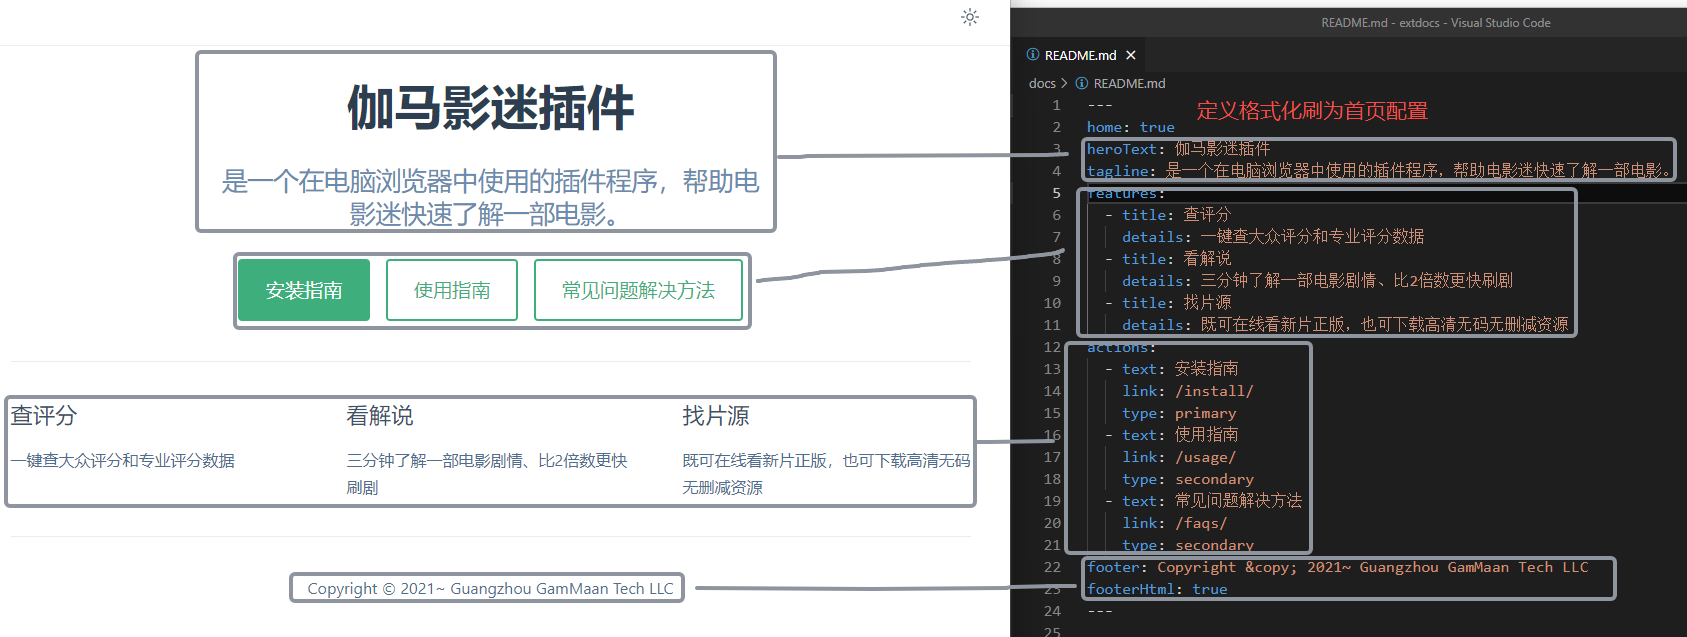 伽马影迷插件
是一个在电脑浏览器中使用的插件程序，帮助电
影迷快速了解一部电影。
安装指南
使用指南
常见问题解决方法
查评分
一键查大众评分和专业评分数据
看解说
三分钟了解一部电影剧情、比2倍数更快
刷剧
找片源
既可在线看新片正版，也可下载高清无码
无删减资源
Copyright © 2021~ Guangzhou GamMaan Tech LLC
README.md - extdocs - Visual Studio Code
README.md
docs > README.md
定义格式化刷为首页配置
1 ---
2 home: true
3 heroText: 伽马影迷插件
4 tagline: 是一个在电脑浏览器中使用的插件程序，帮助电影迷快速了解一部电影。
5 features:
6 - title: 查评分
7 details: 一键查大众评分和专业评分数据
8 - title: 看解说
9 details: 三分钟了解一部电影剧情、比2倍数更快刷剧
10 - title: 找片源
11 details: 既可在线看新片正版，也可下载高清无码无删减资源
12 actions:
13 - text: 安装指南
14 link: /install/
15 type: primary
16 - text: 使用指南
17 link: /usage/
18 type: secondary
19 - text: 常见问题解决方法
20 link: /faqs/
21 type: secondary
22 footer: Copyright &copy; 2021~ Guangzhou GamMaan Tech LLC
23 footerHtml: true
24 ---
25